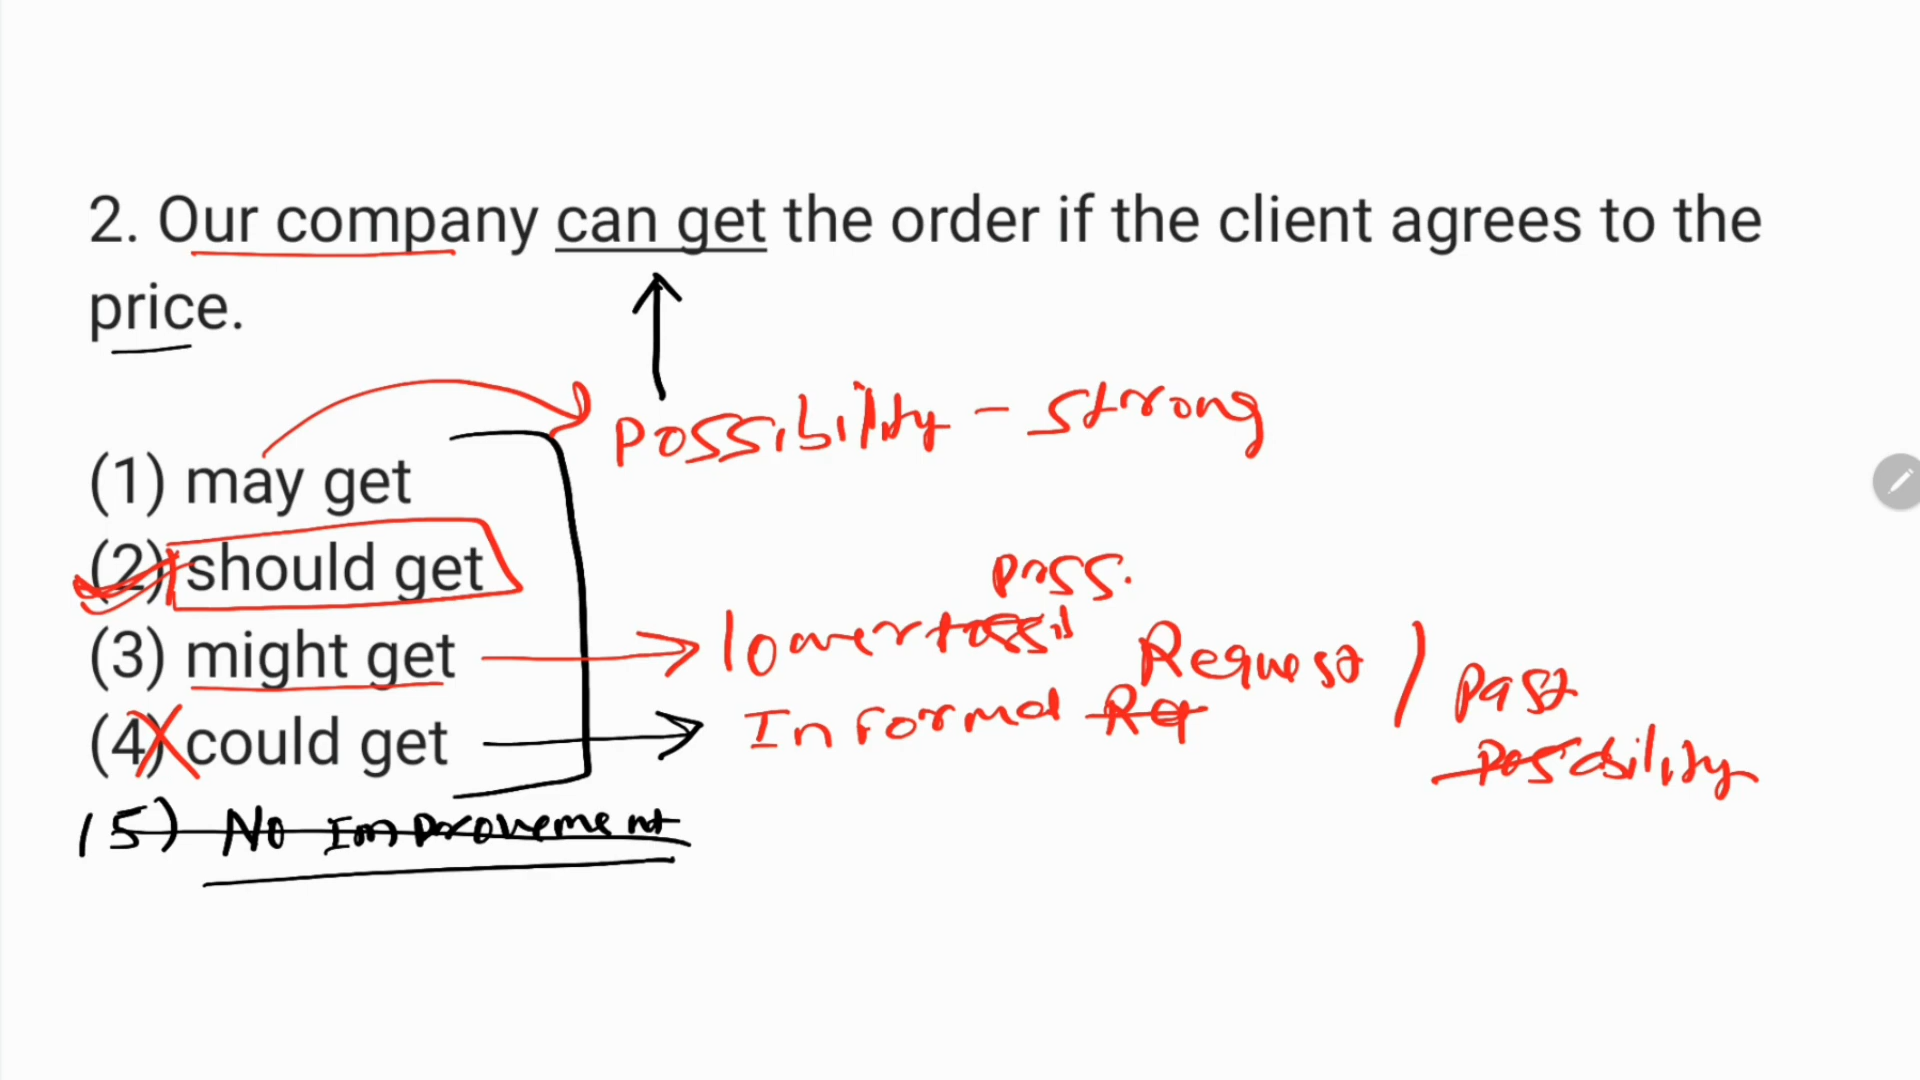 2. Our company can get the order if the client agrees to the
price.
possibility - strong
(1) may get
(2) should get
poss.
(3) might get
lower
Request / past
(4) could get
Informal
(5) No Improvement